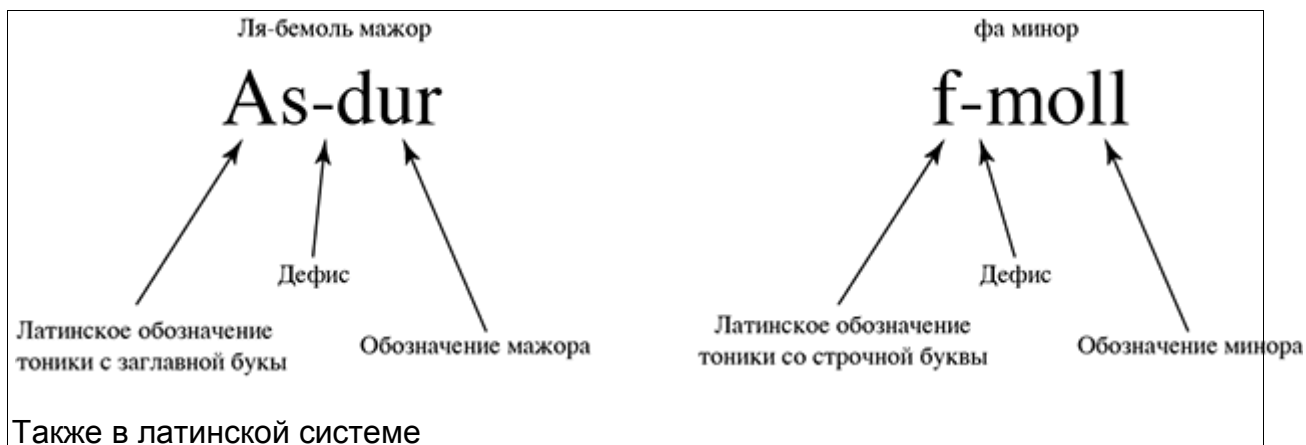 Ля-бемоль мажор
As-dur
Дефис
Латинское обозначение
тоники с заглавной букы
Обозначение мажора
фа минор
f-moll
Дефис
Латинское обозначение
тоники со строчной буквы
Обозначение минора
Также в латинской системе